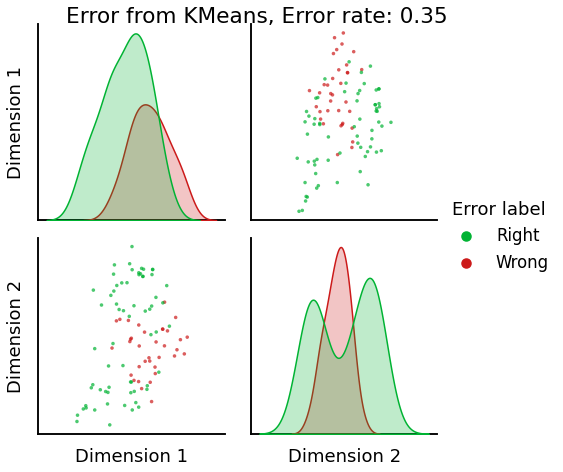 Error from KMeans, Error rate: 0.35
Dimension 1
Error label
Right
Wrong
Dimension 2
Dimension 1
Dimension 2